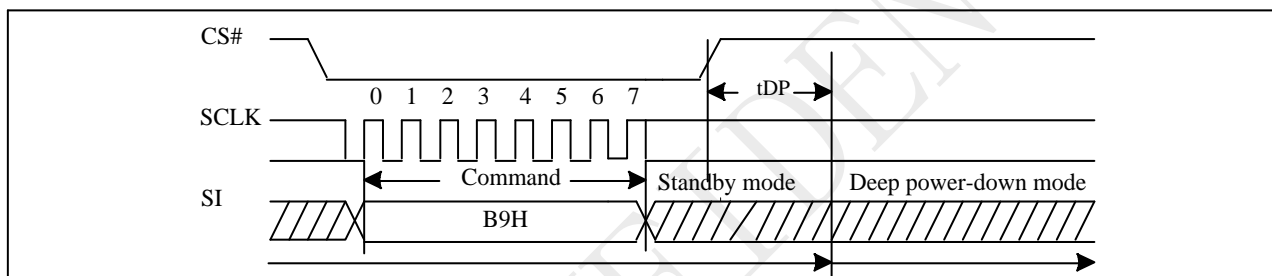 CS#
0 1 2 3 4 5 6 7
tDP
SCLK
Command
Standby mode
Deep power-down mode
SI
B9H